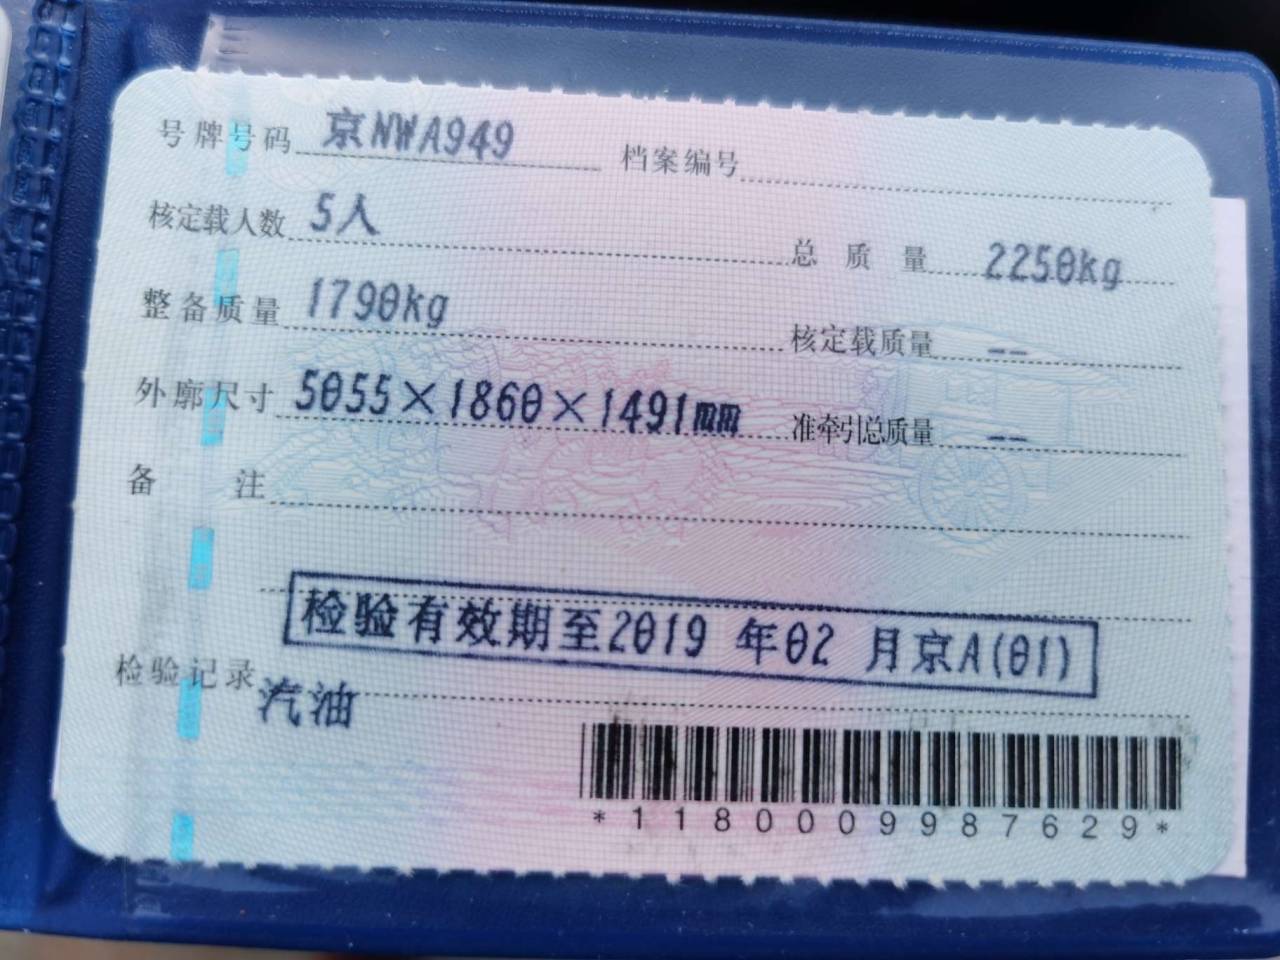 号牌号码 京NWA949 档案编号
核定载人数 5人 总质量 2250kg
整备质量 1790kg 核定载质量 --
外廓尺寸 5055×1860×1491mm 准牵引总质量 --
备注
检验有效期至2019 年02 月京A(01)
检验记录
汽油
*1180009987629*